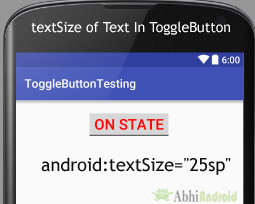 textSize of Text In ToggleButton
6:00
ToggleButtonTesting
ON STATE
android:textSize="25sp"
AbhiAndroid